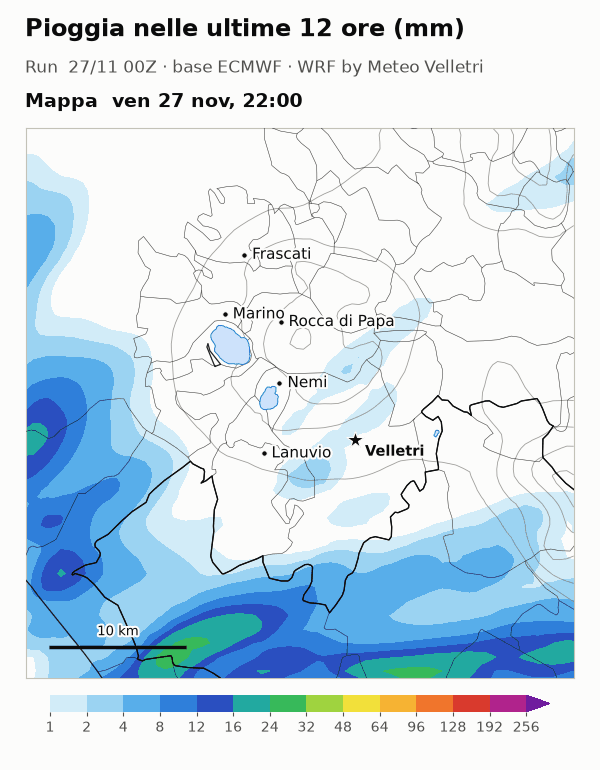 Pioggia nelle ultime 12 ore (mm)
Run  27/11 00Z · base ECMWF · WRF by Meteo Velletri
Mappa  ven 27 nov, 22:00
Frascati
Marino
Rocca di Papa
Nemi
Velletri
Lanuvio
10 km
1 2 4 8 12 16 24 32 48 64 96 128 192 256